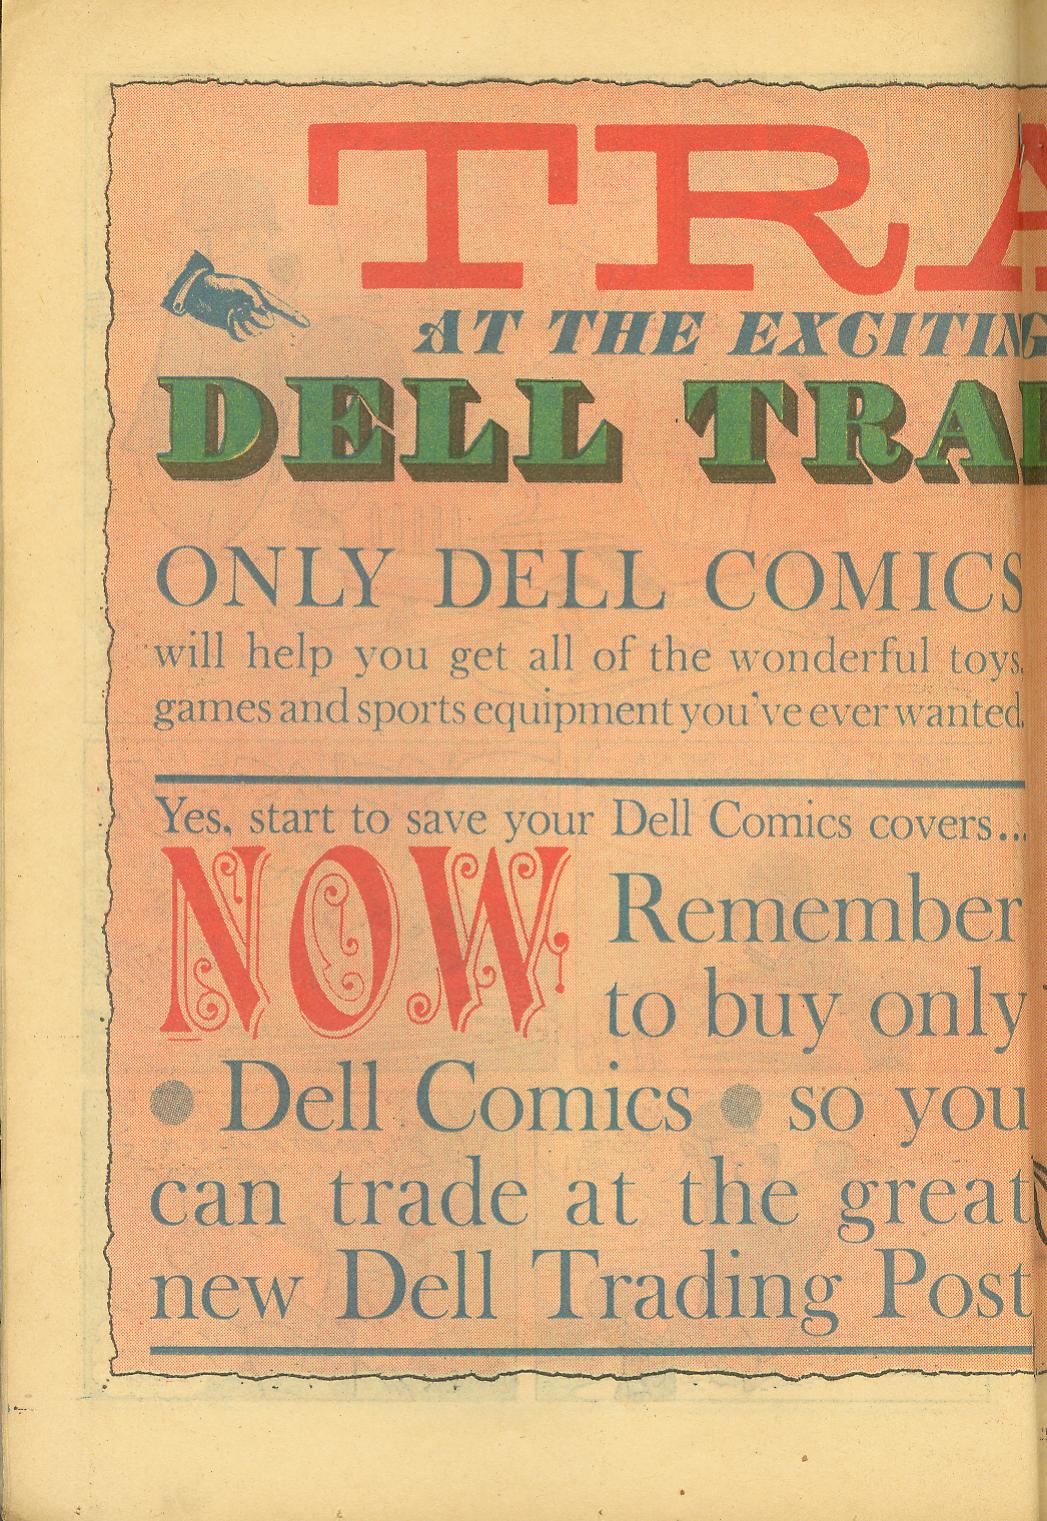 TRA
AT THE EXCITING
DELL TRA
ONLY DELL COMICS
will help you get all of the wonderful toys,
games and sports equipment you've ever wanted.
Yes, start to save your Dell Comics covers...
NOW Remember
to buy only
• Dell Comics • so you
can trade at the great
new Dell Trading Post